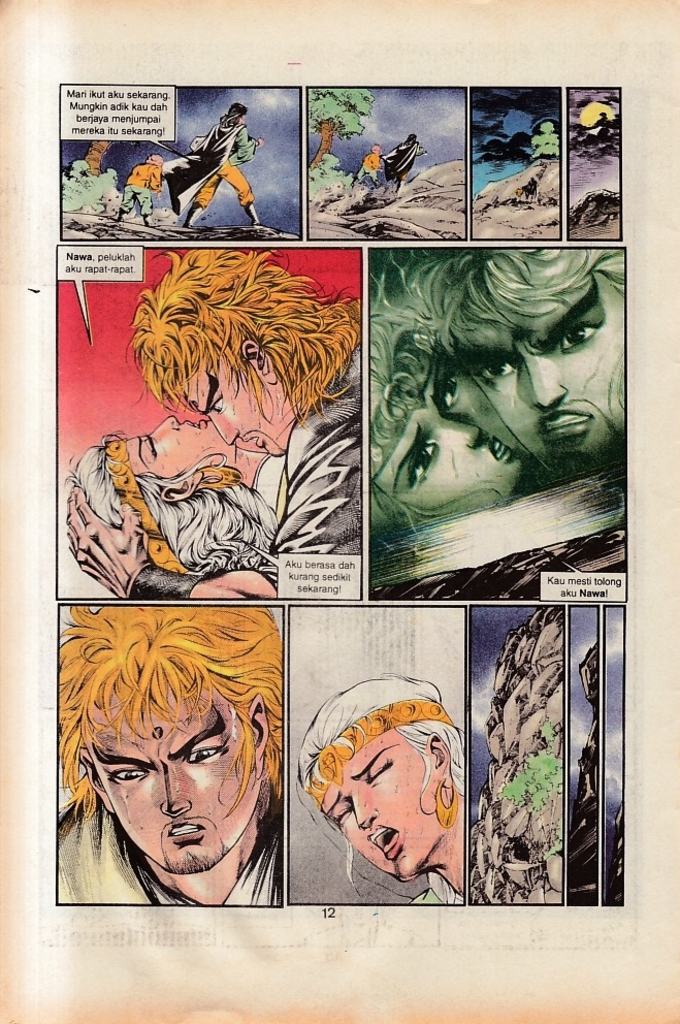 Mari ikut aku sekarang.
Mungkin adik kau dah
berjaya menjumpai
mereka itu sekarang!
Nawa, peluklah
aku rapat-rapat.
Aku berasa dah
kurang sedikit
sekarang!
Kau mesti tolong
aku Nawa!
12